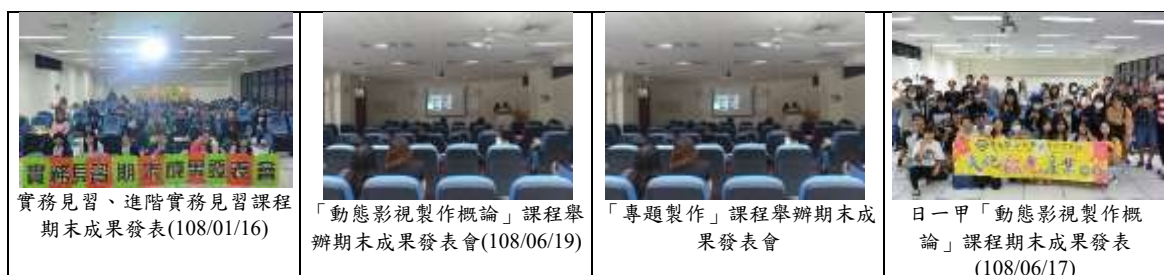 實務見習期末成果發表會
實務見習、進階實務見習課程
期末成果發表(108/01/16)
「動態影視製作概論」課程舉
辦期末成果發表會(108/06/19)
「專題製作」課程舉辦期末成
果發表會
日一甲「動態影視製作概
論」課程期末成果發表
(108/06/17)